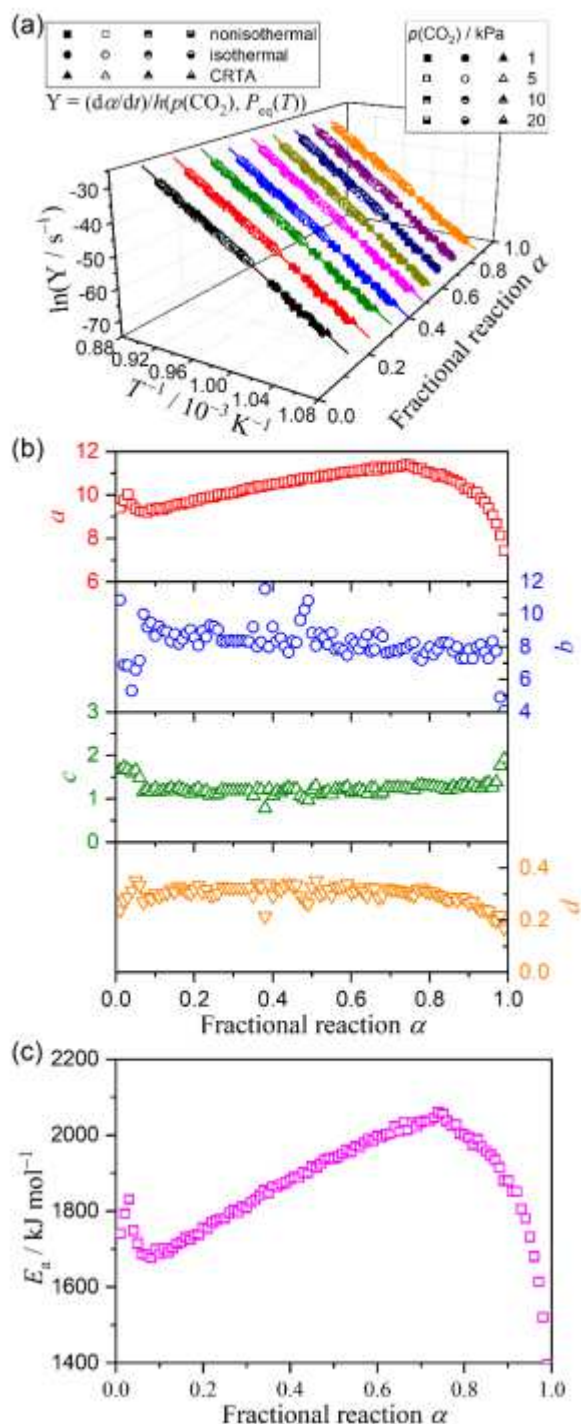 (a)
nonisothermal
isothermal
CRTA
p(CO₂) / kPa
1
5
10
20
Y = (dα/dt)/h(p(CO₂), P_eq(T))
ln(Y / s⁻¹)
-30
-40
-50
-60
-70
0.88
0.92
0.96
1.00
1.04
1.08
T⁻¹ / 10⁻³ K⁻¹
0.0
0.2
0.4
0.6
0.8
1.0
Fractional reaction α
(b)
12
10
8
6
a
12
10
8
6
4
b
3
2
1
0
c
0.4
0.2
0.0
d
0.0 0.2 0.4 0.6 0.8 1.0
Fractional reaction α
(c)
2200
2000
1800
1600
1400
Eₐ / kJ mol⁻¹
0.0 0.2 0.4 0.6 0.8 1.0
Fractional reaction α